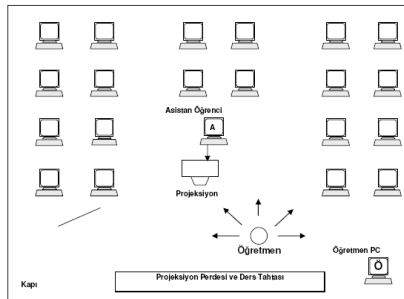 Asistan Öğrenci
A
Projeksiyon
Öğretmen
Öğretmen PC
Ö
Projeksiyon Perdesi ve Ders Tahtası
Kapı